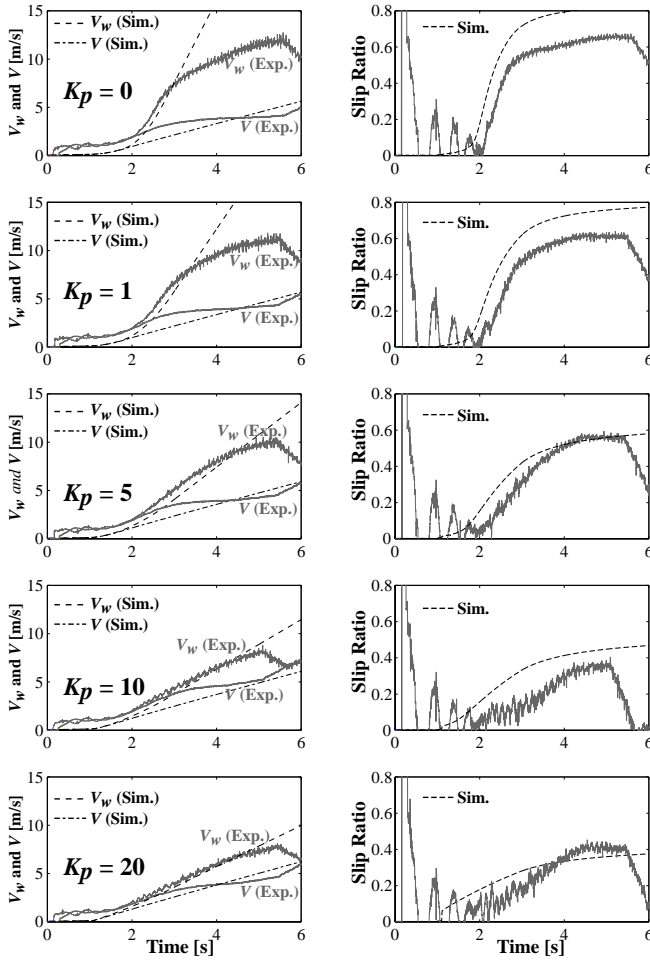 15
10
5
0
0 2 4 6
V_w and V [m/s]
V_w (Sim.)
V (Sim.)
V_w (Exp.)
Kp = 0
V (Exp.)
0.8
0.6
0.4
0.2
0
0 2 4 6
Slip Ratio
Sim.
15
10
5
0
0 2 4 6
V_w and V [m/s]
V_w (Sim.)
V (Sim.)
V_w (Exp.)
Kp = 1
V (Exp.)
0.8
0.6
0.4
0.2
0
0 2 4 6
Slip Ratio
Sim.
15
10
5
0
0 2 4 6
V_w and V [m/s]
V_w (Sim.)
V (Sim.)
V_w (Exp.)
Kp = 5
V (Exp.)
0.8
0.6
0.4
0.2
0
0 2 4 6
Slip Ratio
Sim.
15
10
5
0
0 2 4 6
V_w and V [m/s]
V_w (Sim.)
V (Sim.)
V_w (Exp.)
Kp = 10
V (Exp.)
0.8
0.6
0.4
0.2
0
0 2 4 6
Slip Ratio
Sim.
15
10
5
0
0 2 4 6
V_w and V [m/s]
V_w (Sim.)
V (Sim.)
V_w (Exp.)
Kp = 20
V (Exp.)
Time [s]
0.8
0.6
0.4
0.2
0
0 2 4 6
Slip Ratio
Sim.
Time [s]